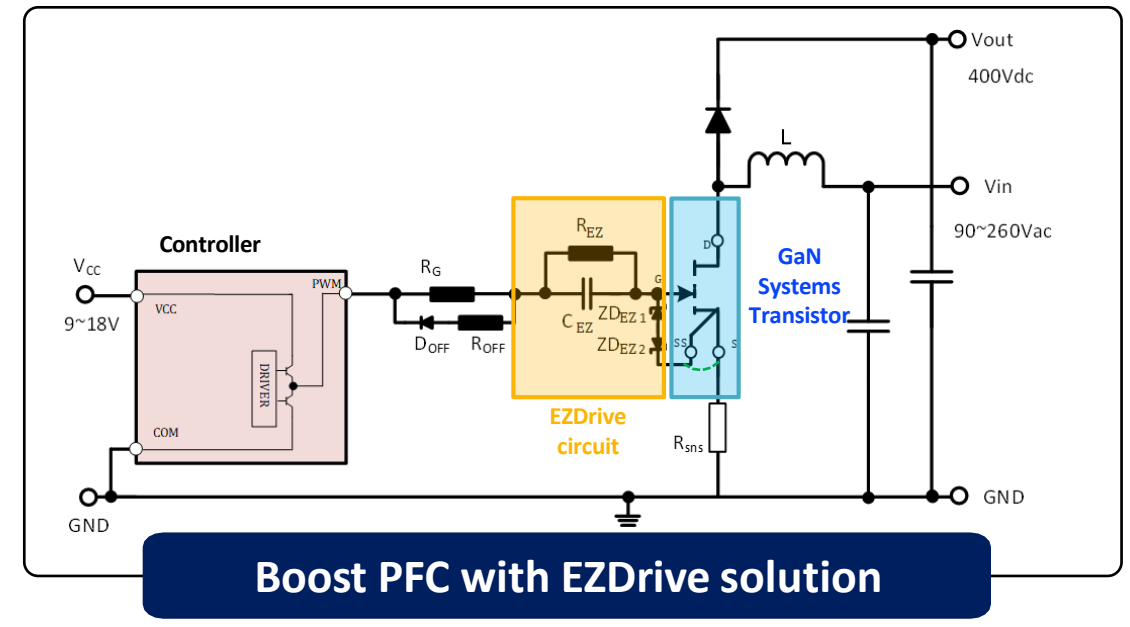 Vout
400Vdc
L
Vin
90~260Vac
Controller
VCC
9~18V
VCC
PWM
DRIVER
COM
GND
RG
DOFF
ROFF
REZ
CEZ
ZDEZ1
ZDEZ2
G
D
SS
S
GaN
Systems
Transistor
EZDrive
circuit
Rsns
GND
Boost PFC with EZDrive solution